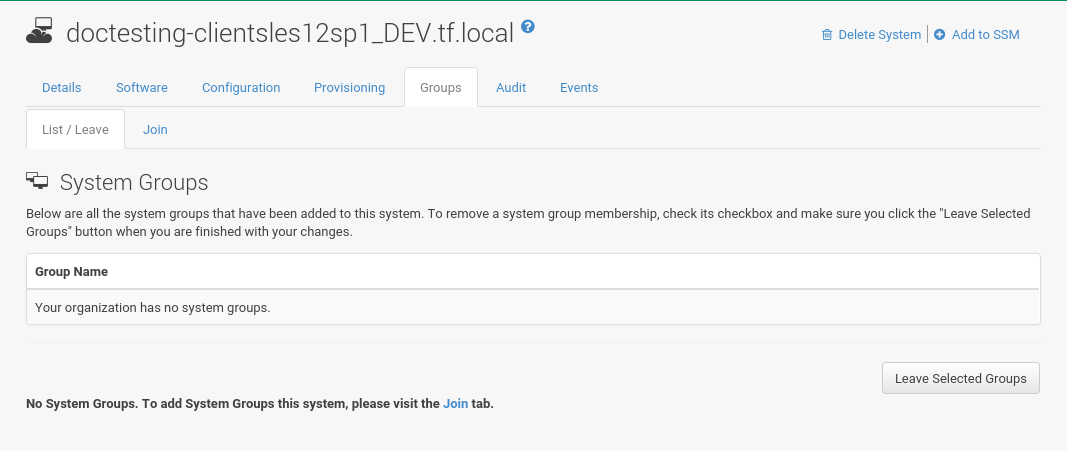 doctesting-clientsles12sp1_DEV.tf.local ?
Delete System | Add to SSM
Details Software Configuration Provisioning Groups Audit Events
List / Leave Join
System Groups
Below are all the system groups that have been added to this system. To remove a system group membership, check its checkbox and make sure you click the "Leave Selected
Groups" button when you are finished with your changes.
Group Name
Your organization has no system groups.
Leave Selected Groups
No System Groups. To add System Groups this system, please visit the Join tab.